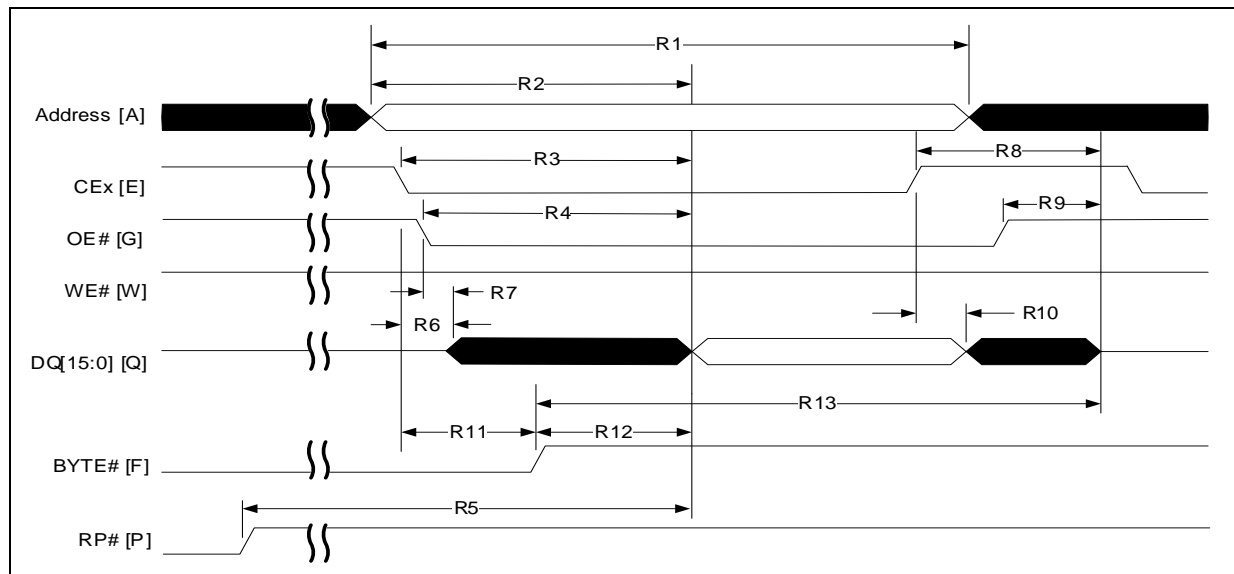 R1
R2
Address [A]
R3
R8
CEx [E]
R4
R9
OE# [G]
WE# [W]
R7
R6
R10
DQ[15:0] [Q]
R13
R11
R12
BYTE# [F]
R5
RP# [P]